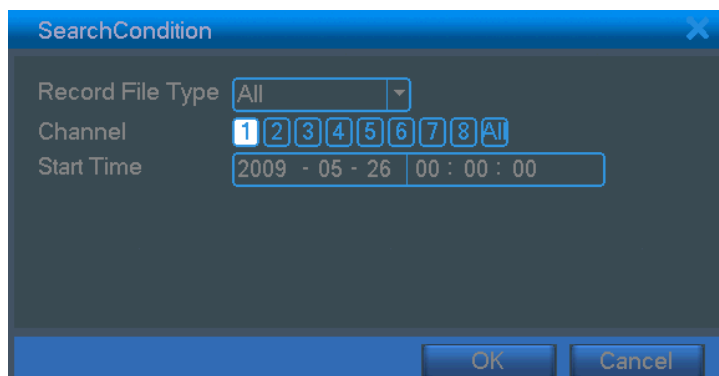 SearchCondition
Record File Type All
Channel 1 2 3 4 5 6 7 8 All
Start Time 2009 - 05 - 26 00 : 00 : 00
OK Cancel